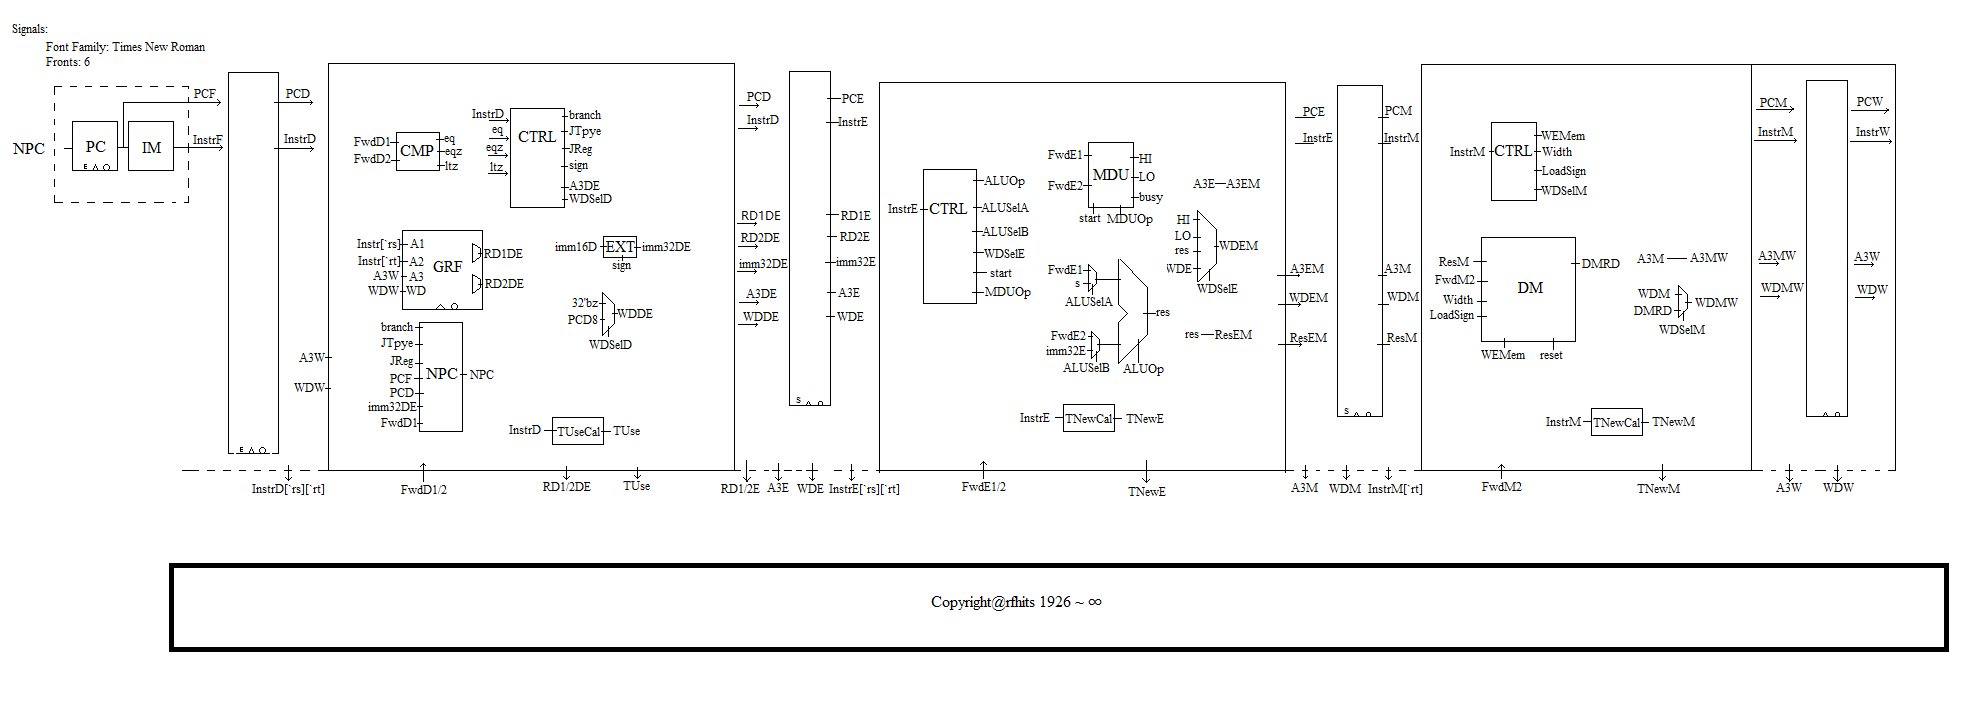 Signals:
Font Family: Times New Roman
Fronts: 6
NPC
PC
E
IM
PCF
InstrF
E
PCD
InstrD
InstrD[`rs][`rt]
FwdD1
FwdD2
CMP
eq
eqz
ltz
InstrD
eq
eqz
ltz
CTRL
branch
JTpye
JReg
sign
A3DE
WDSelD
Instr[`rs]
Instr[`rt]
A3W
WDW
A1
A2
A3
WD
GRF
RD1DE
RD2DE
imm16D
EXT
imm32DE
sign
32'bz
PCD8
WDDE
WDSelD
branch
JTpye
JReg
PCF
PCD
imm32DE
FwdD1
NPC
NPC
A3W
WDW
InstrD
TUseCal
TUse
FwdD1/2
RD1/2DE
TUse
PCD
InstrD
RD1DE
RD2DE
imm32DE
A3DE
WDDE
S
PCE
InstrE
RD1E
RD2E
imm32E
A3E
WDE
RD1/2E
A3E
WDE
InstrE[`rs][`rt]
InstrE
CTRL
ALUOp
ALUSelA
ALUSelB
WDSelE
start
MDUOp
FwdE1
FwdE2
MDU
HI
LO
busy
start
MDUOp
A3E
A3EM
HI
LO
res
WDE
WDEM
WDSelE
FwdE1
s
ALUSelA
FwdE2
imm32E
ALUSelB
ALUOp
res
res
ResEM
InstrE
TNewCal
TNewE
FwdE1/2
TNewE
PCE
InstrE
A3EM
WDEM
ResEM
S
PCM
InstrM
A3M
WDM
ResM
A3M
WDM
InstrM[`rt]
InstrM
CTRL
WEMem
Width
LoadSign
WDSelM
ResM
FwdM2
Width
LoadSign
DM
DMRD
WEMem
reset
A3M
A3MW
WDM
DMRD
WDMW
WDSelM
InstrM
TNewCal
TNewM
FwdM2
TNewM
PCM
InstrM
A3MW
WDMW
PCW
InstrW
A3W
WDW
A3W
WDW
Copyright@rfhits 1926 ~ ∞